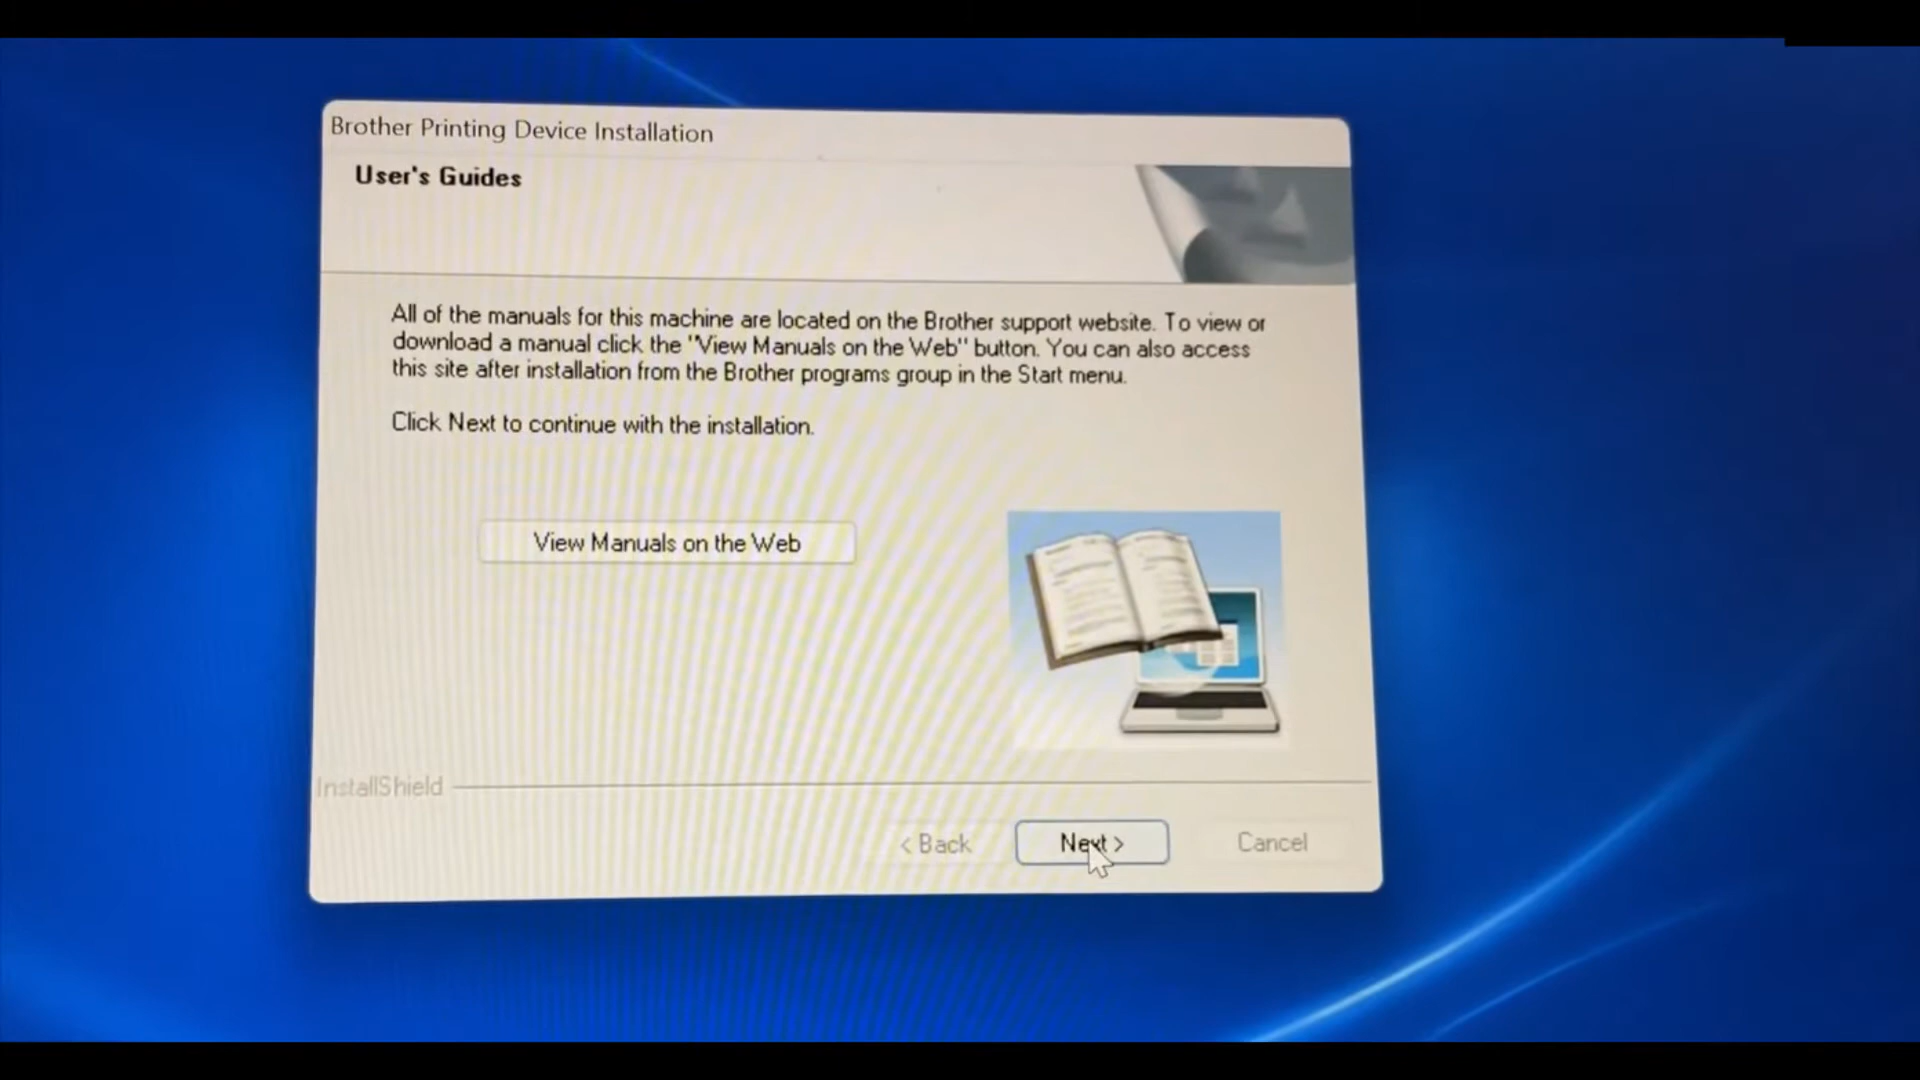 Brother Printing Device Installation
User's Guides
All of the manuals for this machine are located on the Brother support website. To view or
download a manual click the "View Manuals on the Web" button. You can also access
this site after installation from the Brother programs group in the Start menu.
Click Next to continue with the installation.
View Manuals on the Web
InstallShield
< Back
Next >
Cancel